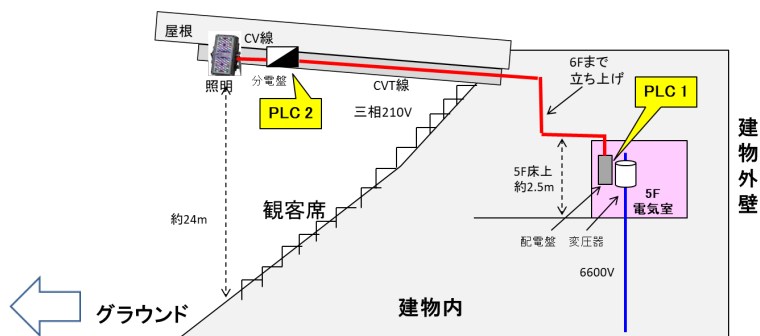 屋根
CV線
照明
分電盤
PLC 2
CVT線
三相210V
6Fまで
立ち上げ
PLC 1
建物外壁
5F床上
約2.5m
5F
電気室
配電盤
変圧器
6600V
観客席
約24m
グラウンド
建物内